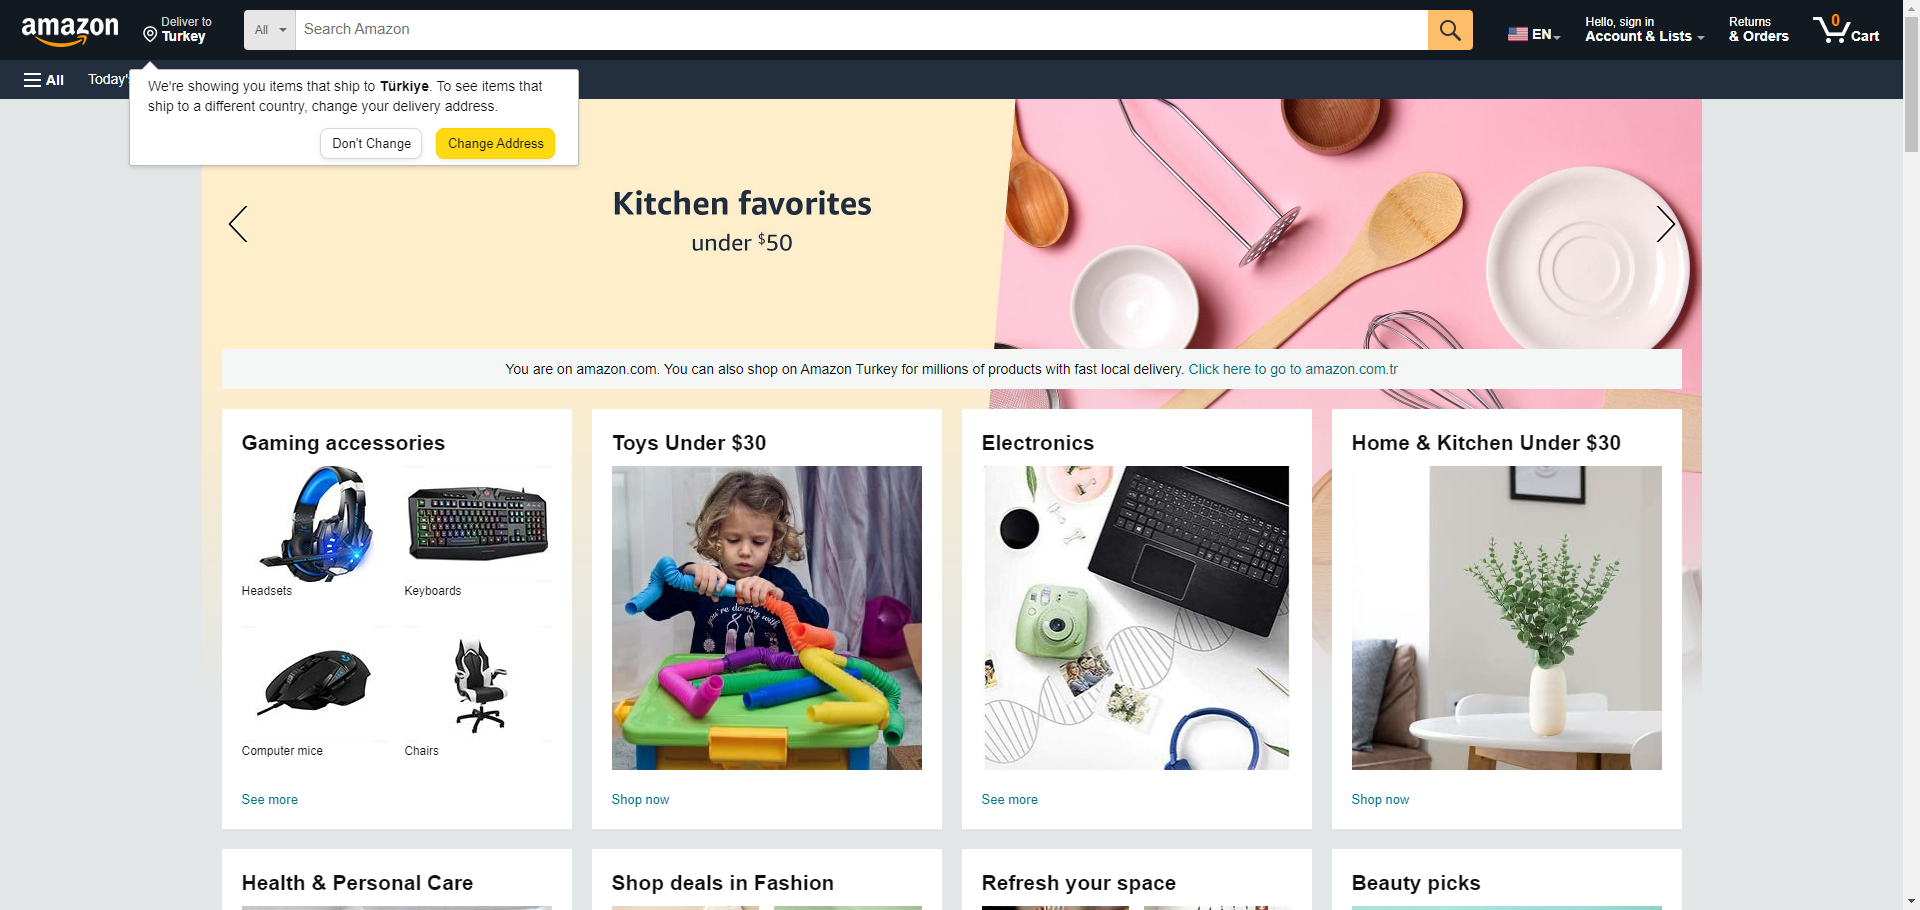 amazon
Deliver to
Turkey
All
Search Amazon
EN
Hello, sign in
Account & Lists
Returns
& Orders
0
Cart
All
Today'
We're showing you items that ship to Türkiye. To see items that
ship to a different country, change your delivery address.
Don't Change
Change Address
Kitchen favorites
under $50
You are on amazon.com. You can also shop on Amazon Turkey for millions of products with fast local delivery. Click here to go to amazon.com.tr
Gaming accessories
Headsets
Keyboards
Computer mice
Chairs
See more
Toys Under $30
you're dancing with
Shop now
Electronics
See more
Home & Kitchen Under $30
Shop now
Health & Personal Care
Shop deals in Fashion
Refresh your space
Beauty picks